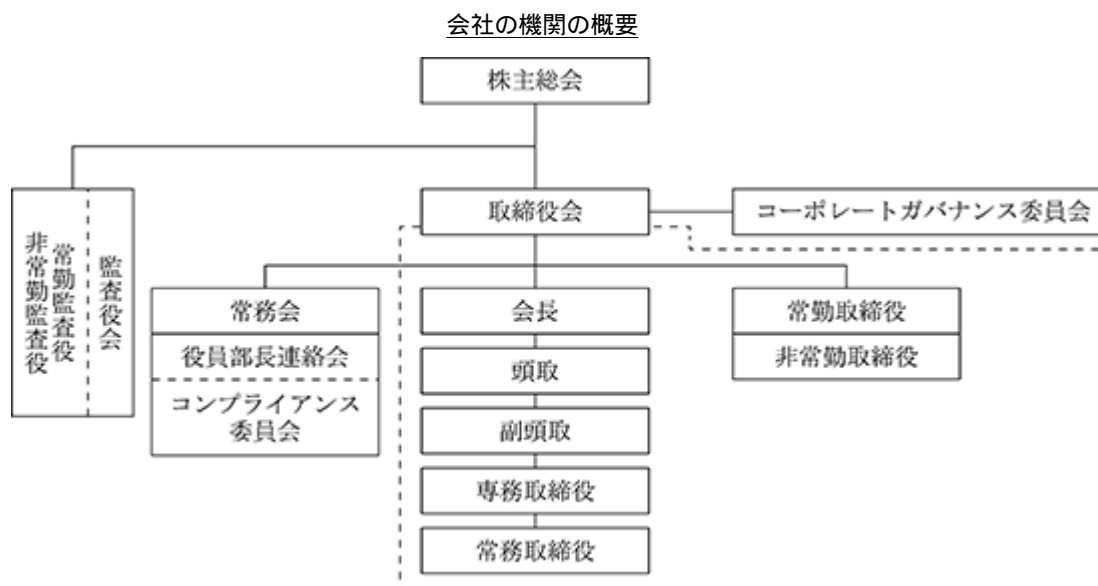 会社の機関の概要
株主総会
取締役会
コーポレートガバナンス委員会
監査役会
常勤監査役
非常勤監査役
常務会
役員部長連絡会
コンプライアンス
委員会
会長
頭取
副頭取
専務取締役
常務取締役
常勤取締役
非常勤取締役